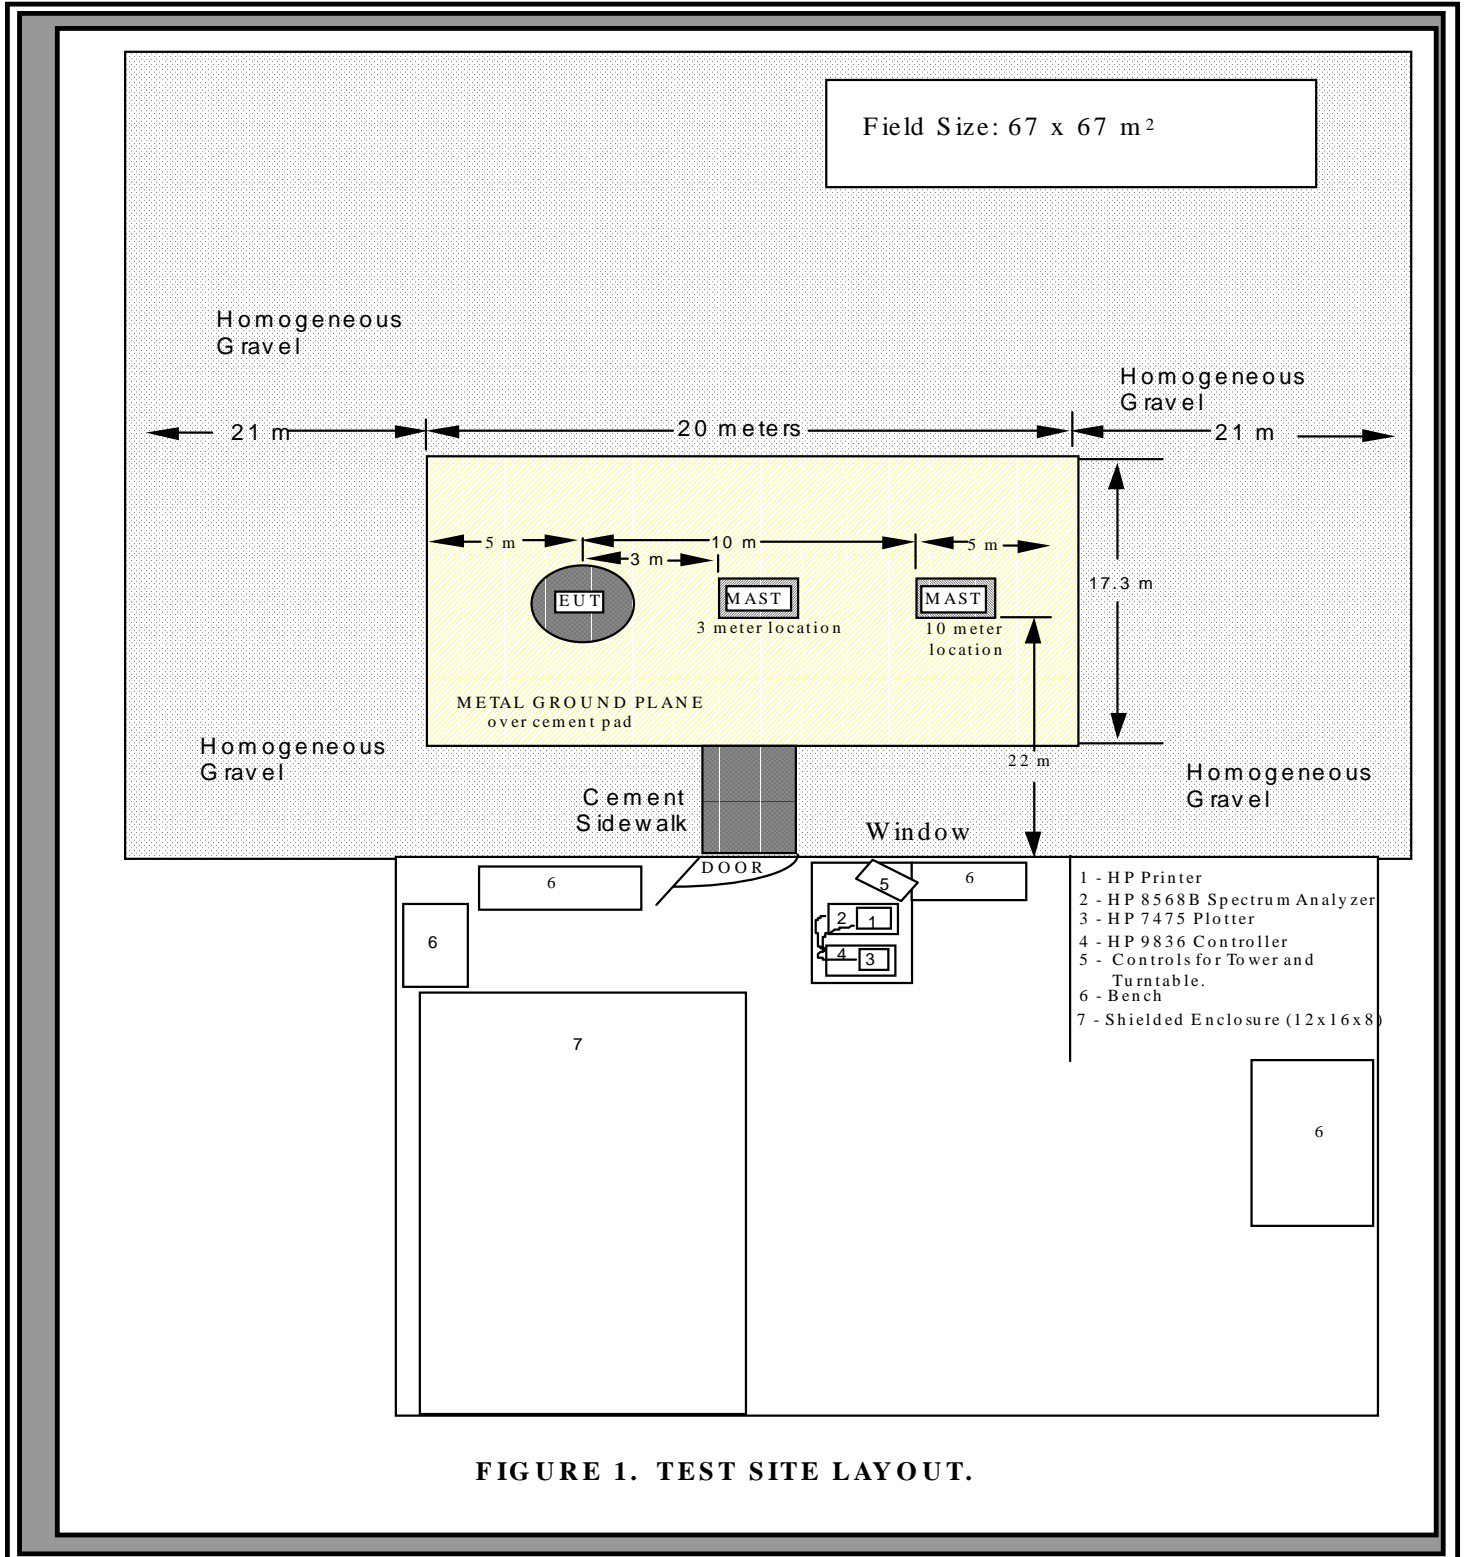 Field Size: 67 x 67 m²
Homogeneous
Gravel
Homogeneous
Gravel
21 m
20 meters
21 m
5 m
10 m
5 m
3 m
17.3 m
EUT
MAST
MAST
3 meter location
10 meter
location
METAL GROUND PLANE
over cement pad
Homogeneous
Gravel
22 m
Homogeneous
Gravel
Cement
Sidewalk
Window
DOOR
6
5
6
1 - HP Printer
2 - HP 8568B Spectrum Analyzer
3 - HP 7475 Plotter
4 - HP 9836 Controller
5 - Controls for Tower and
Turntable.
6 - Bench
7 - Shielded Enclosure (12x16x8)
2
1
6
4
3
7
6
FIGURE 1. TEST SITE LAYOUT.